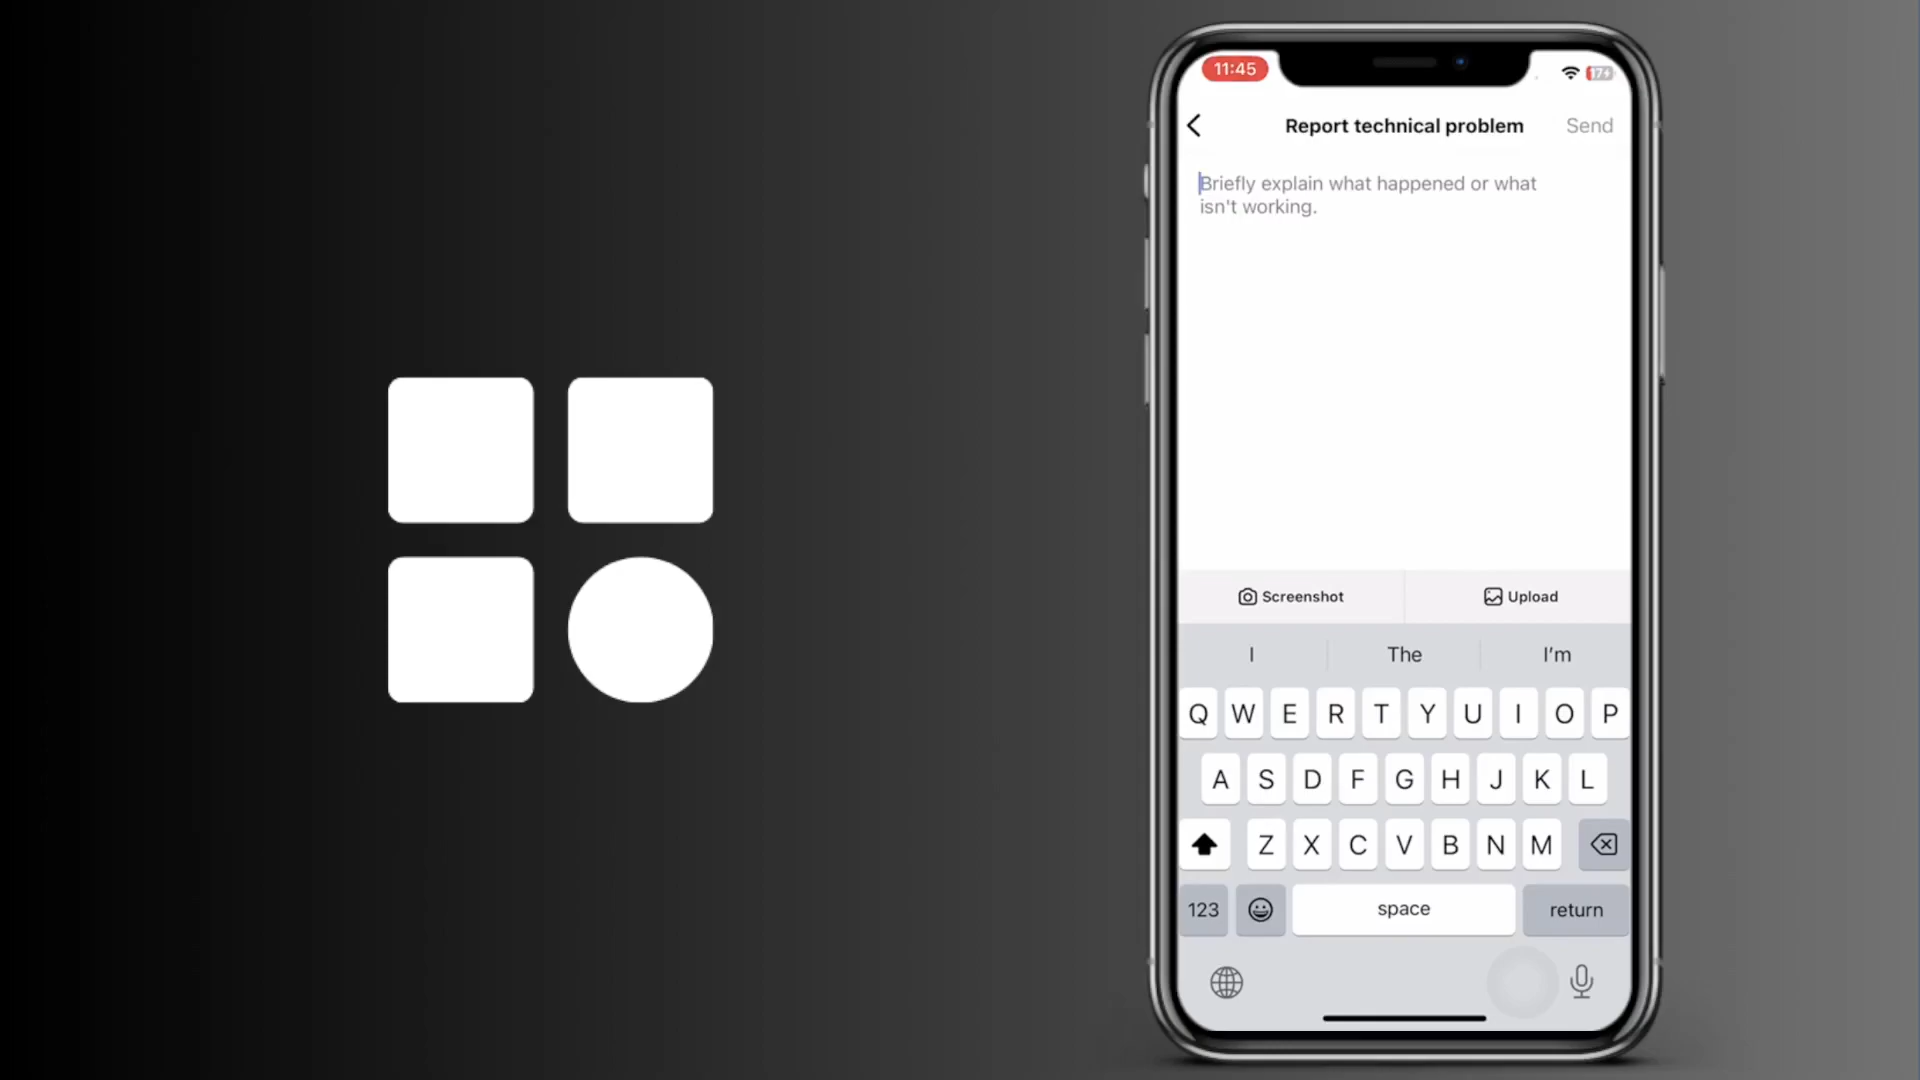 11:45
17
Report technical problem
Send
Briefly explain what happened or what
isn't working.
Screenshot
Upload
I
The
I'm
Q W E R T Y U I O P
A S D F G H J K L
Z X C V B N M
123
space
return